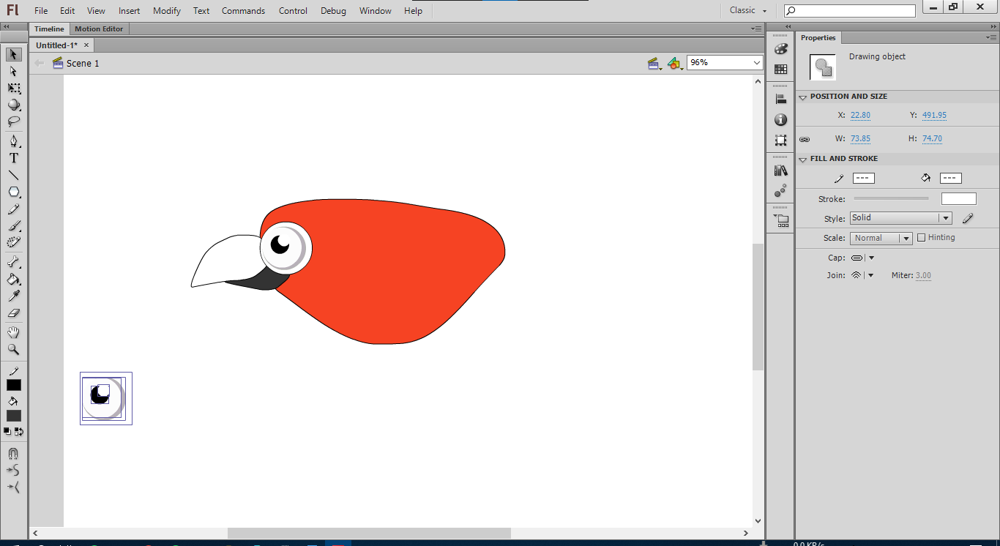 Fl File Edit View Insert Modify Text Commands Control Debug Window Help Classic
Timeline Motion Editor
Untitled-1* ×
Scene 1 96%
T
Properties
Drawing object
POSITION AND SIZE
X: 22.80 Y: 491.95
W: 73.85 H: 74.70
FILL AND STROKE
Stroke:
Style: Solid
Scale: Normal Hinting
Cap:
Join: Miter: 3.00